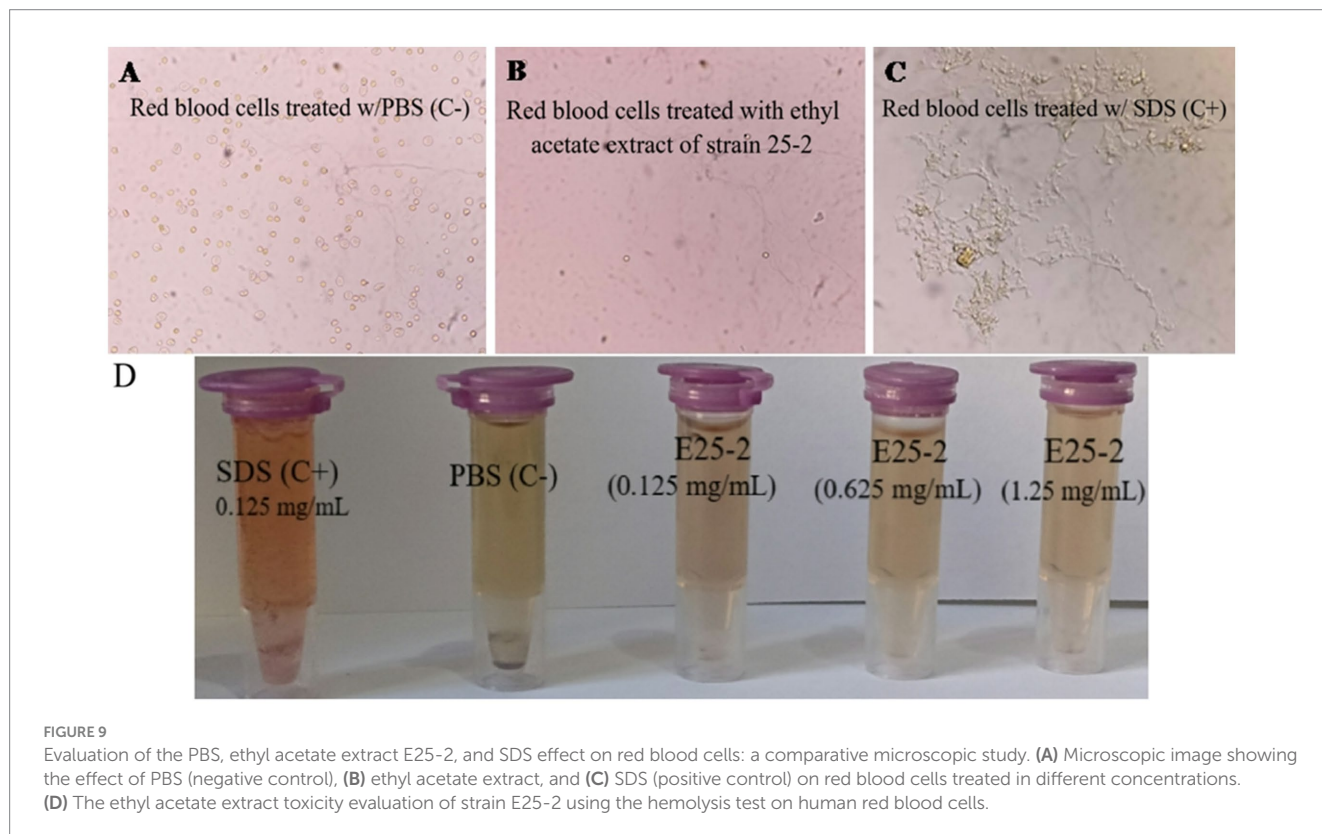 A
Red blood cells treated w/PBS (C-)
B
Red blood cells treated with ethyl
acetate extract of strain 25-2
C
Red blood cells treated w/ SDS (C+)
D
SDS (C+)
0.125 mg/mL
PBS (C-)
E25-2
(0.125 mg/mL)
E25-2
(0.625 mg/mL)
E25-2
(1.25 mg/mL)
FIGURE 9
Evaluation of the PBS, ethyl acetate extract E25-2, and SDS effect on red blood cells: a comparative microscopic study. (A) Microscopic image showing
the effect of PBS (negative control), (B) ethyl acetate extract, and (C) SDS (positive control) on red blood cells treated in different concentrations.
(D) The ethyl acetate extract toxicity evaluation of strain E25-2 using the hemolysis test on human red blood cells.